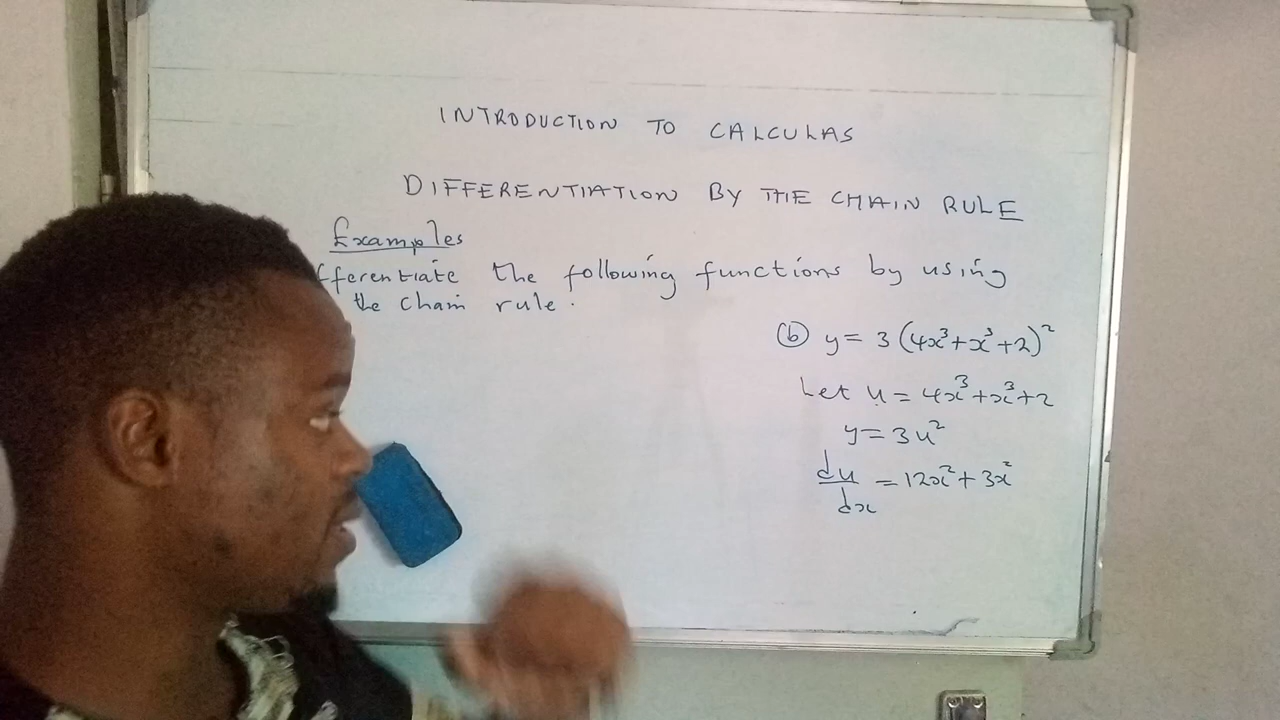 INTRODUCTION TO CALCULAS
DIFFERENTIATION BY THE CHAIN RULE
Examples
fferentiate the following functions by using
the chain rule.
(b) y = 3(4x³+x³+2)²
Let u = 4x³+x³+2
y = 3u²
du/dx = 12x²+3x²